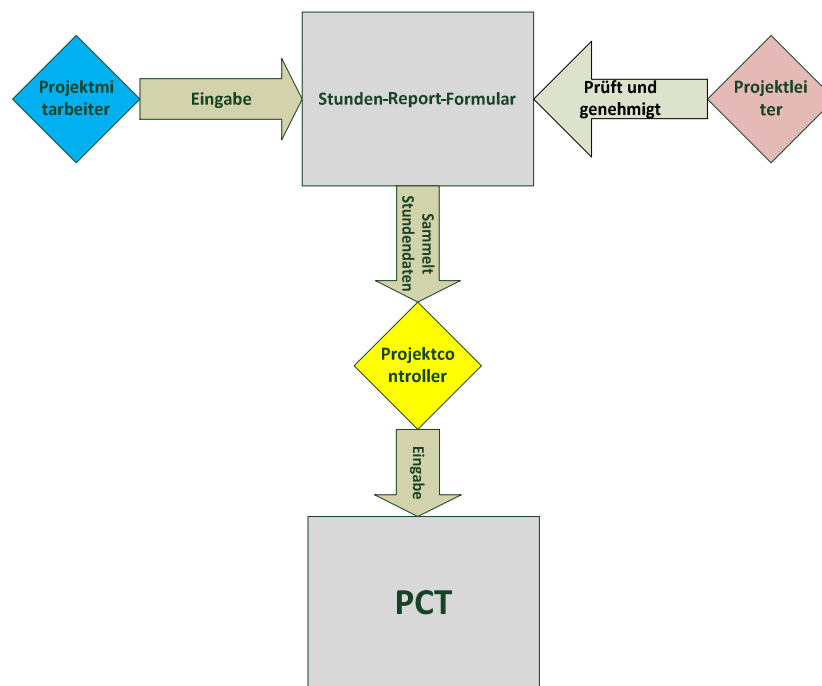 Projektmi
tarbeiter
Eingabe
Stunden-Report-Formular
Prüft und
genehmigt
Projektlei
ter
Sammelt
Stundendaten
Projektco
ntroller
Eingabe
PCT